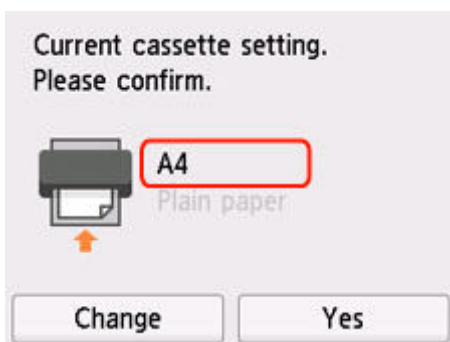 Current cassette setting.
Please confirm.
A4
Plain paper
Change
Yes